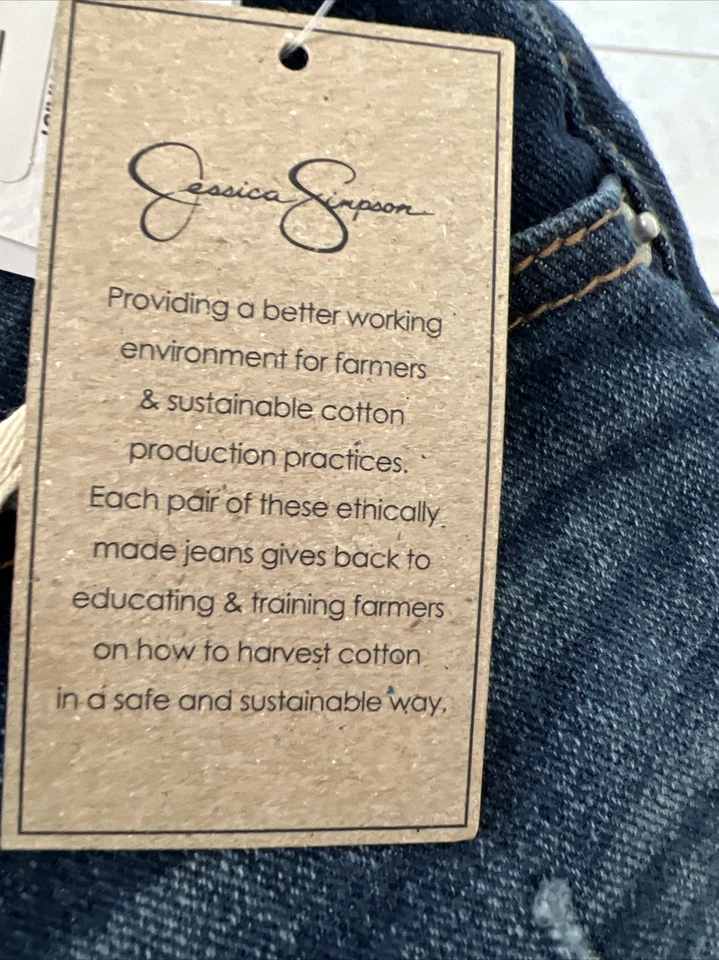 Jessica Simpson
Providing a better working
environment for farmers
& sustainable cotton
production practices.
Each pair of these ethically
made jeans gives back to
educating & training farmers
on how to harvest cotton
in a safe and sustainable way.